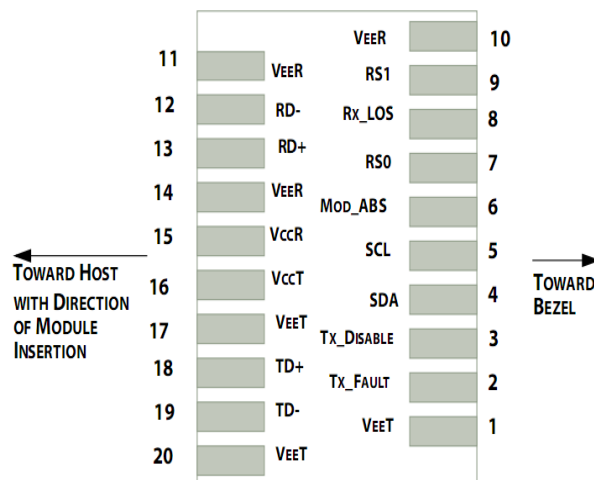 11 VEER
12 RD-
13 RD+
14 VEER
15 VCCR
16 VCCT
17 VEET
18 TD+
19 TD-
20 VEET
VEER 10
RS1 9
RX_LOS 8
RS0 7
MOD_ABS 6
SCL 5
SDA 4
TX_DISABLE 3
TX_FAULT 2
VEET 1
TOWARD HOST
WITH DIRECTION
OF MODULE
INSERTION
TOWARD
BEZEL